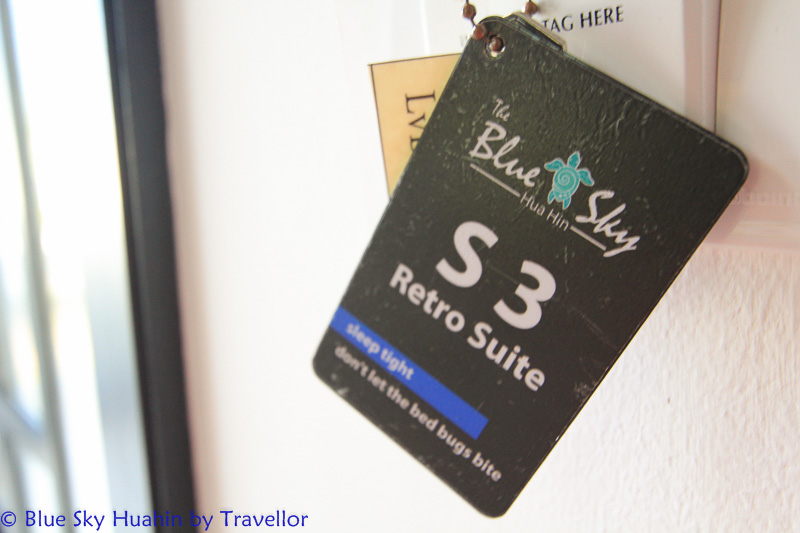 TAG HERE
The
Blue Sky
Hua Hin
S 3
Retro Suite
sleep tight
don't let the bed bugs bite
© Blue Sky Huahin by Travellor